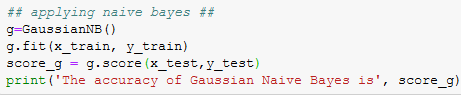 ## applying naive bayes ##
g=GaussianNB()
g.fit(x_train, y_train)
score_g = g.score(x_test,y_test)
print('The accuracy of Gaussian Naive Bayes is', score_g)